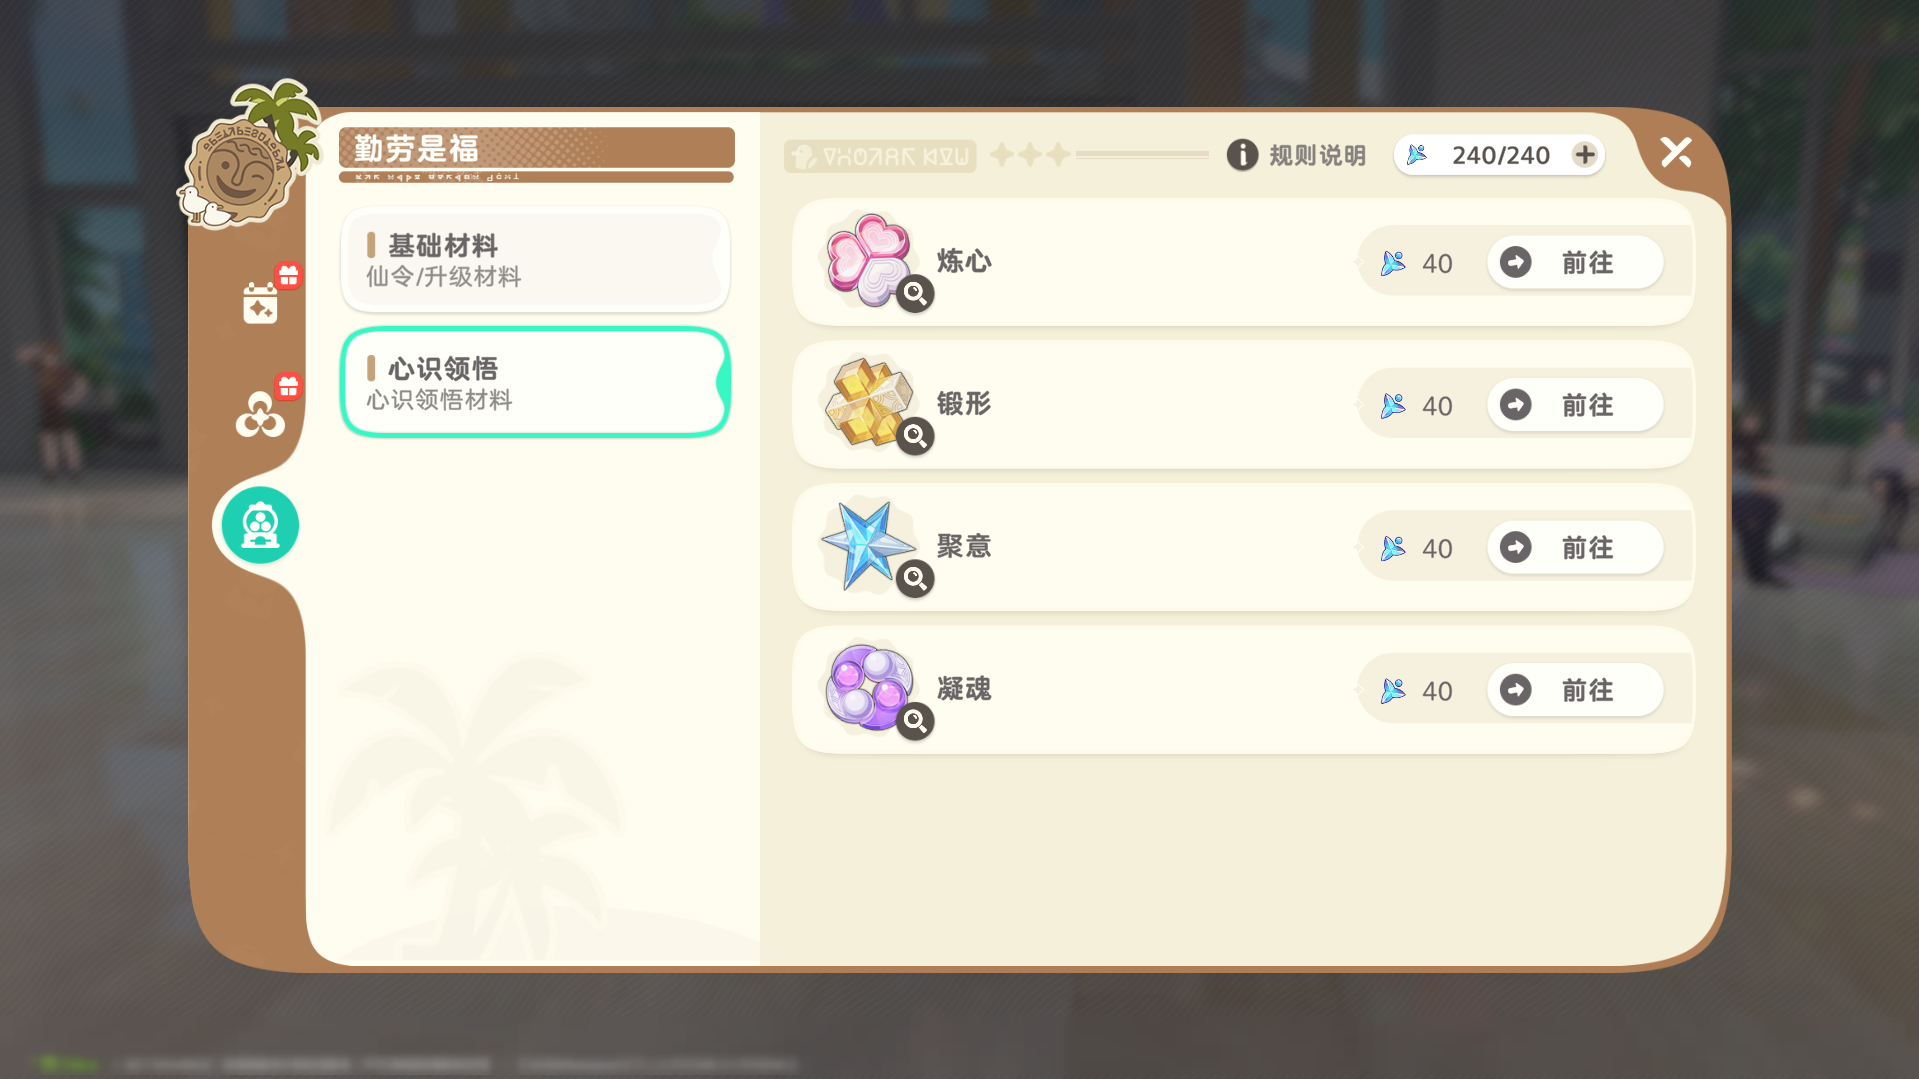 勤劳是福
规则说明
240/240
基础材料
仙令/升级材料
心识领悟
心识领悟材料
炼心
40
前往
锻形
40
前往
聚意
40
前往
凝魂
40
前往